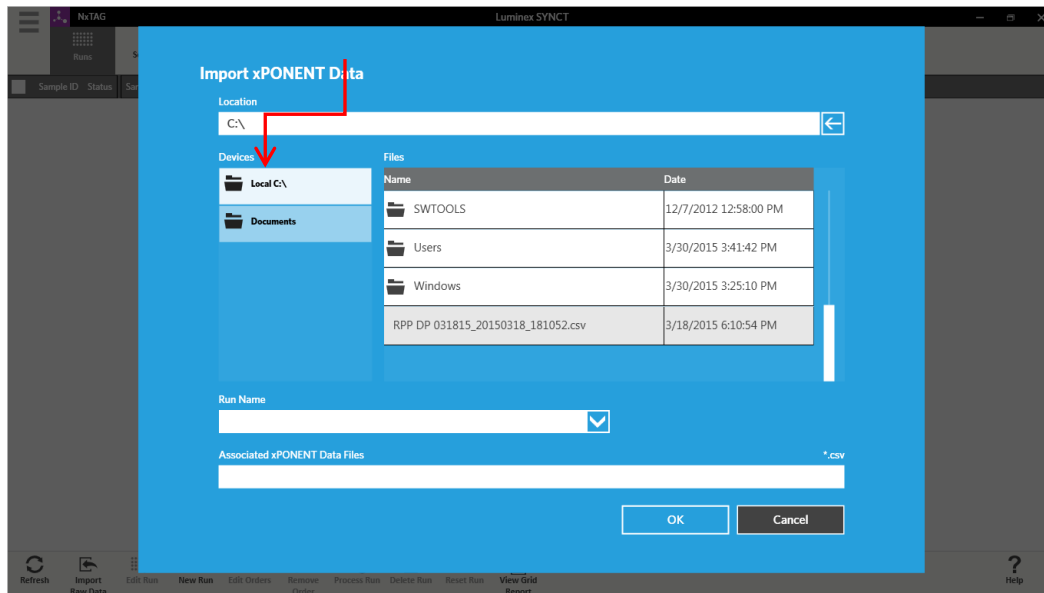 NxTAG
Luminex SYNCT
Runs
Sample ID Status
Import xPONENT Data
Location
C:\
Devices
Files
Local C:\
Documents
Name Date
SWTOOLS 12/7/2012 12:58:00 PM
Users 3/30/2015 3:41:42 PM
Windows 3/30/2015 3:25:10 PM
RPP DP 031815_20150318_181052.csv 3/18/2015 6:10:54 PM
Run Name
Associated xPONENT Data Files *.csv
OK Cancel
Refresh Import Edit Run New Run Edit Orders Remove Process Run Delete Run Reset Run View Grid Help
Raw Data Order Report